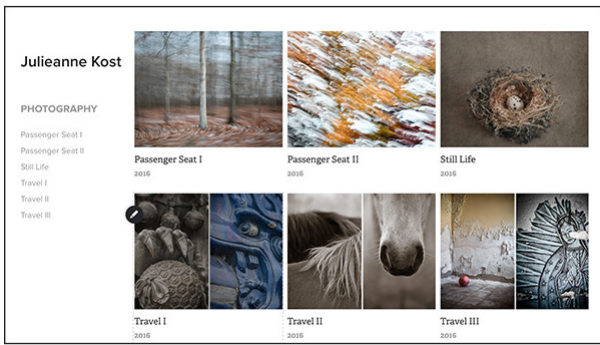 Julieanne Kost
PHOTOGRAPHY
Passenger Seat I
Passenger Seat II
Still Life
Travel I
Travel II
Travel III
Passenger Seat I
2016
Passenger Seat II
2016
Still Life
2016
Travel I
2016
Travel II
2016
Travel III
2016